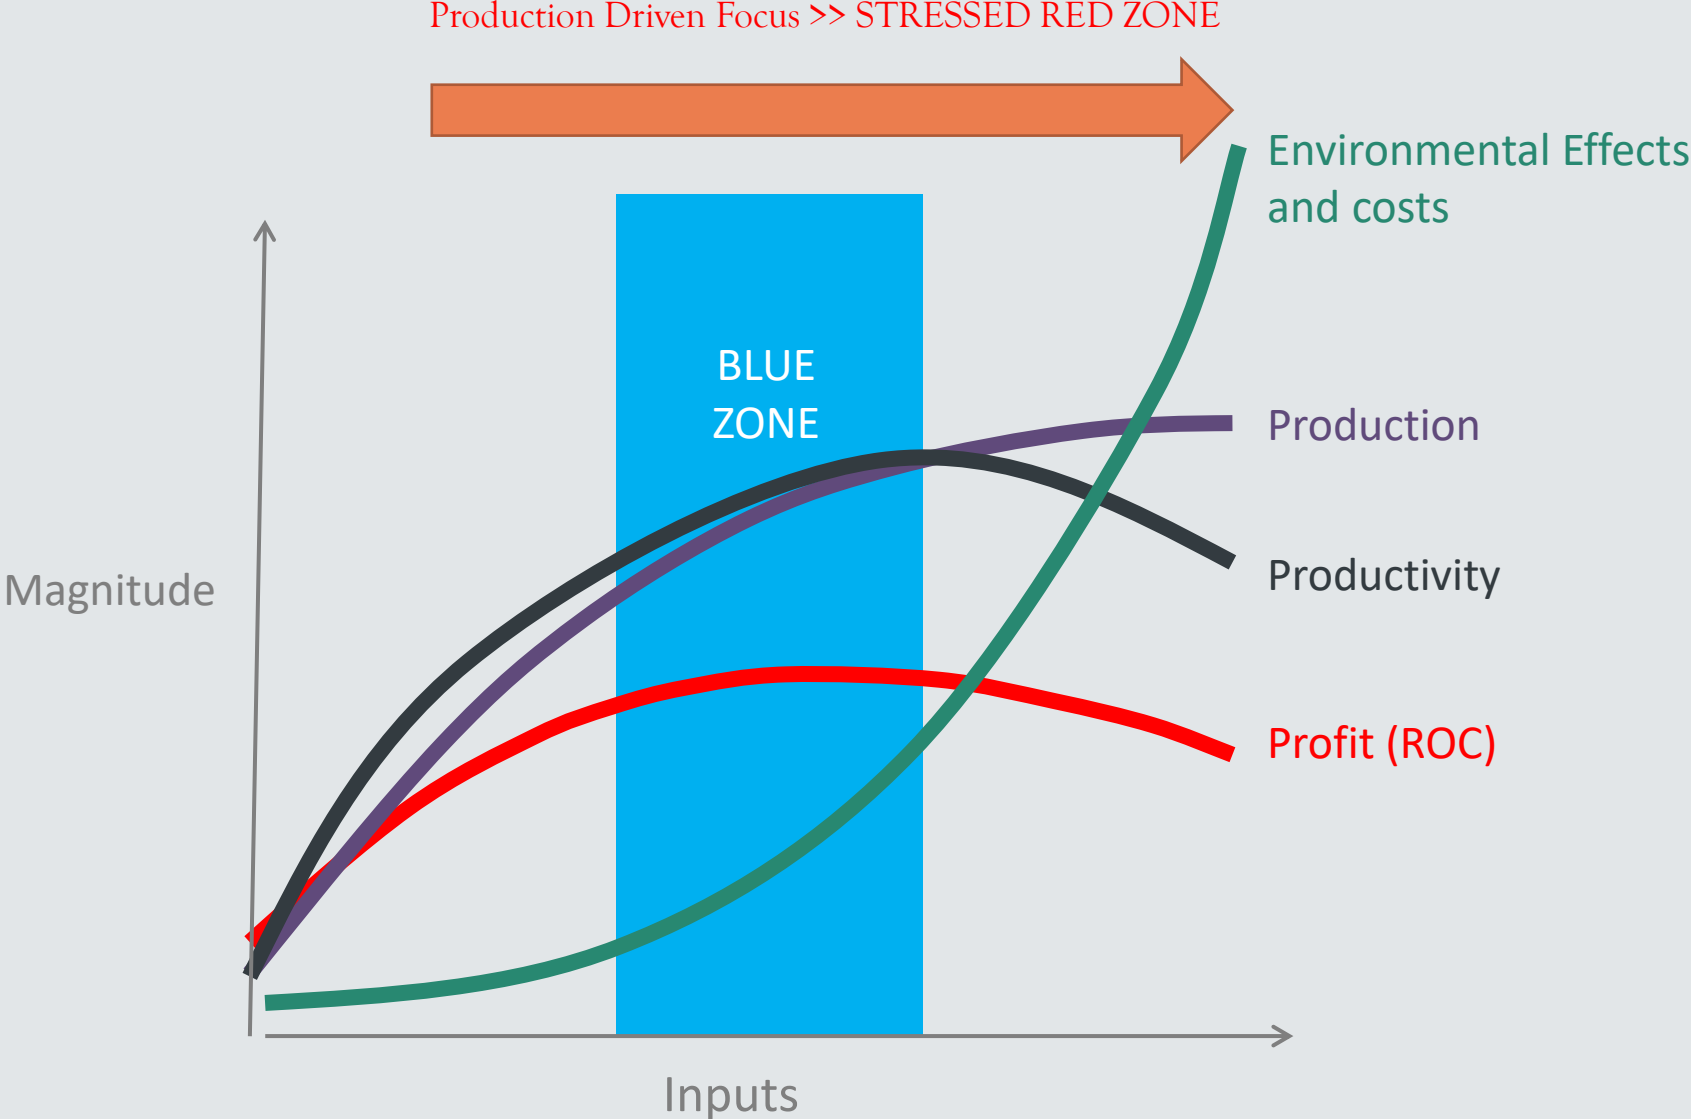 Production Driven Focus >> STRESSED RED ZONE
Environmental Effects
and costs
BLUE
ZONE
Production
Productivity
Magnitude
Profit (ROC)
Inputs